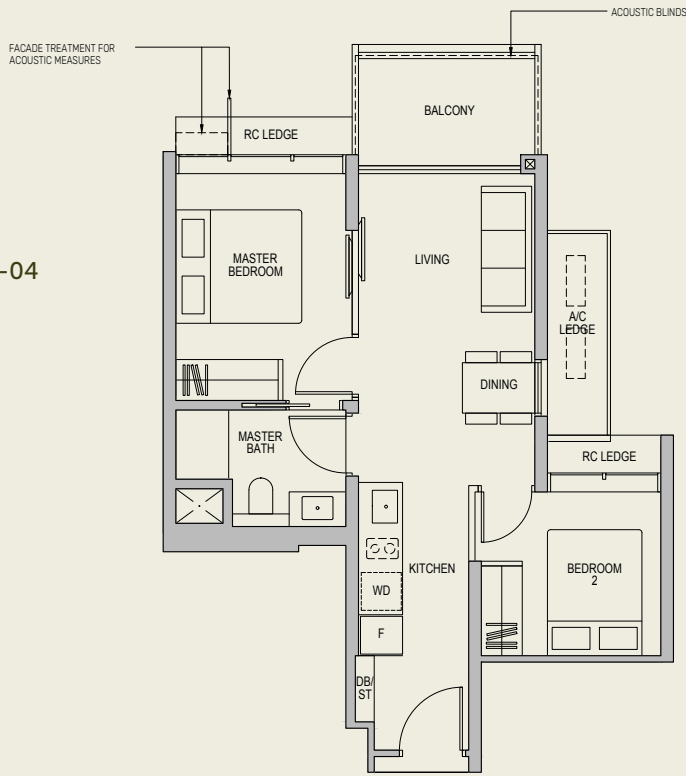 ACOUSTIC BLINDS
FACADE TREATMENT FOR
ACOUSTIC MEASURES
BALCONY
RC LEDGE
MASTER
BEDROOM
LIVING
-04
A/C
LEDGE
DINING
MASTER
BATH
RC LEDGE
KITCHEN
BEDROOM
2
WD
F
DB/
ST